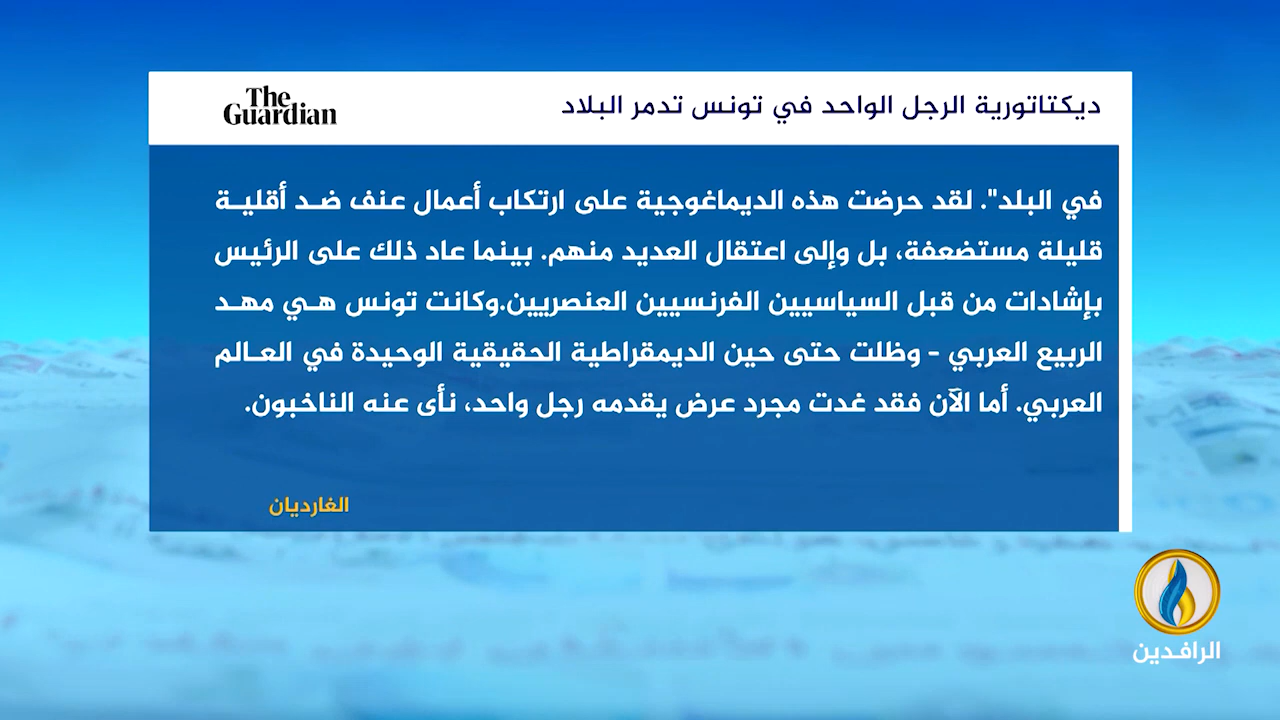 The
Guardian
ديكتاتورية الرجل الواحد في تونس تدمر البلاد
في البلد". لقد حرضت هذه الديماغوجية على ارتكاب أعمال عنف ضد أقلية
قليلة مستضعفة، بل وإلى اعتقال العديد منهم. بينما عاد ذلك على الرئيس
بإشادات من قبل السياسيين الفرنسيين العنصريين.وكانت تونس هي مهد
الربيع العربي - وظلت حتى حين الديمقراطية الحقيقية الوحيدة في العالم
العربي. أما الآن فقد غدت مجرد عرض يقدمه رجل واحد، نأى عنه الناخبون.
الغارديان
الرافدين